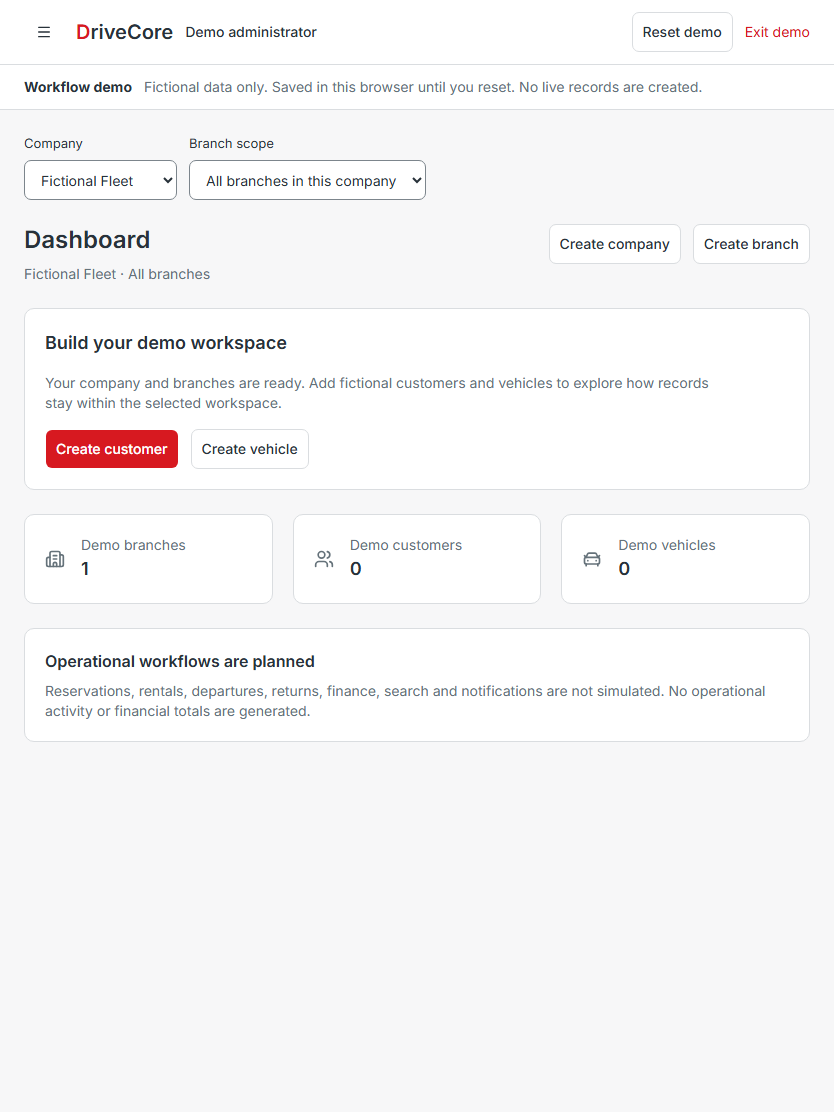 DriveCore Demo administrator Reset demo Exit demo
Workflow demo Fictional data only. Saved in this browser until you reset. No live records are created.
Company Branch scope
Fictional Fleet All branches in this company
Dashboard Create company Create branch
Fictional Fleet · All branches
Build your demo workspace
Your company and branches are ready. Add fictional customers and vehicles to explore how records
stay within the selected workspace.
Create customer Create vehicle
Demo branches Demo customers Demo vehicles
1 0 0
Operational workflows are planned
Reservations, rentals, departures, returns, finance, search and notifications are not simulated. No operational
activity or financial totals are generated.